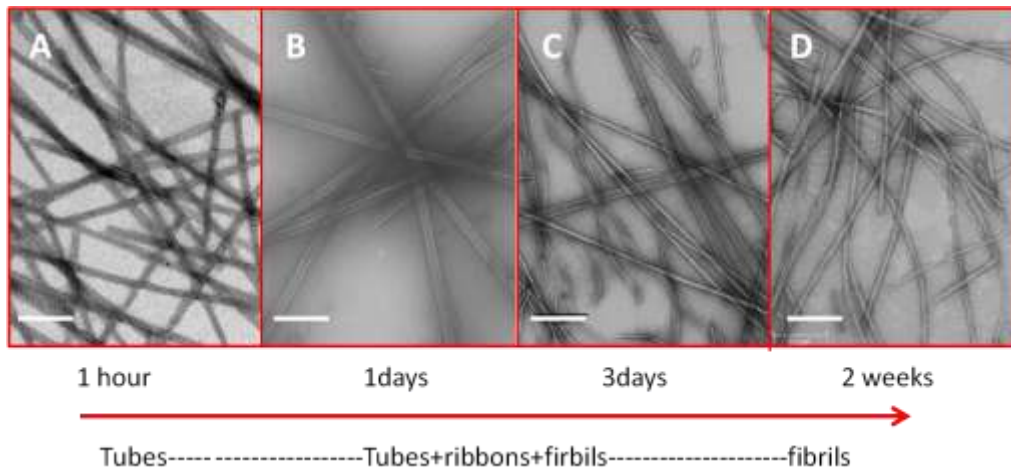 A B C D
1 hour 1days 3days 2 weeks
Tubes----- ------------------Tubes+ribbons+firbils---------------------fibrils